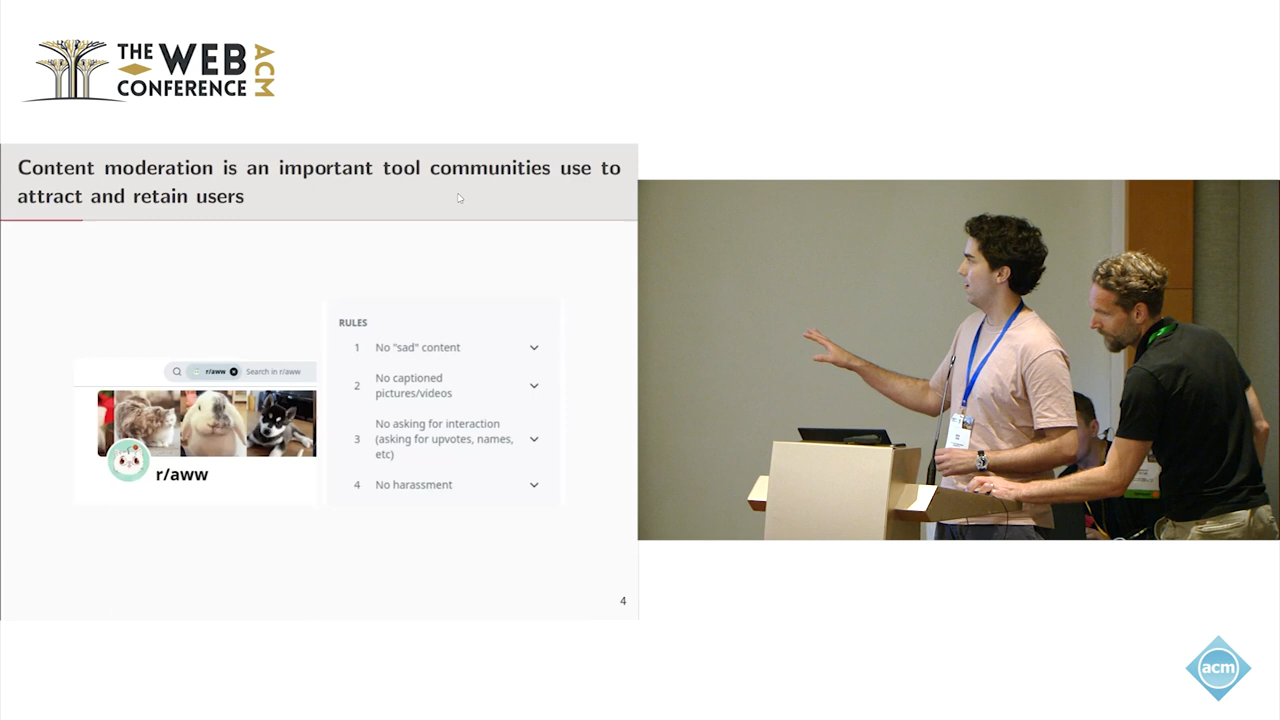 THE WEB
CONFERENCE
ACM
Content moderation is an important tool communities use to
attract and retain users
r/aww
Search in r/aww
r/aww
RULES
1 No "sad" content
2 No captioned
pictures/videos
3 No asking for interaction
(asking for upvotes, names,
etc)
4 No harassment
4
acm